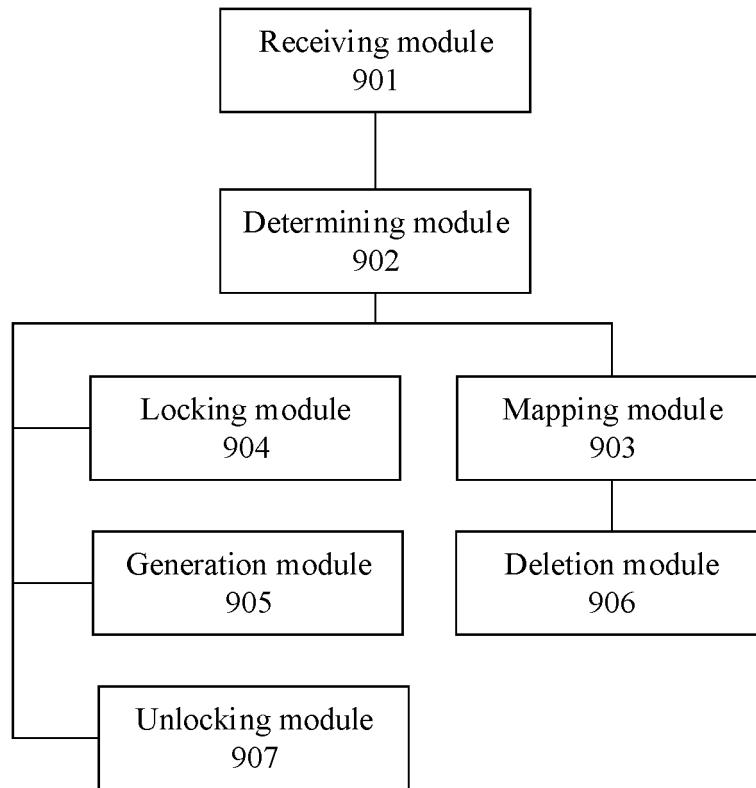 Receiving module
901
Determining module
902
Locking module
904
Mapping module
903
Generation module
905
Deletion module
906
Unlocking module
907